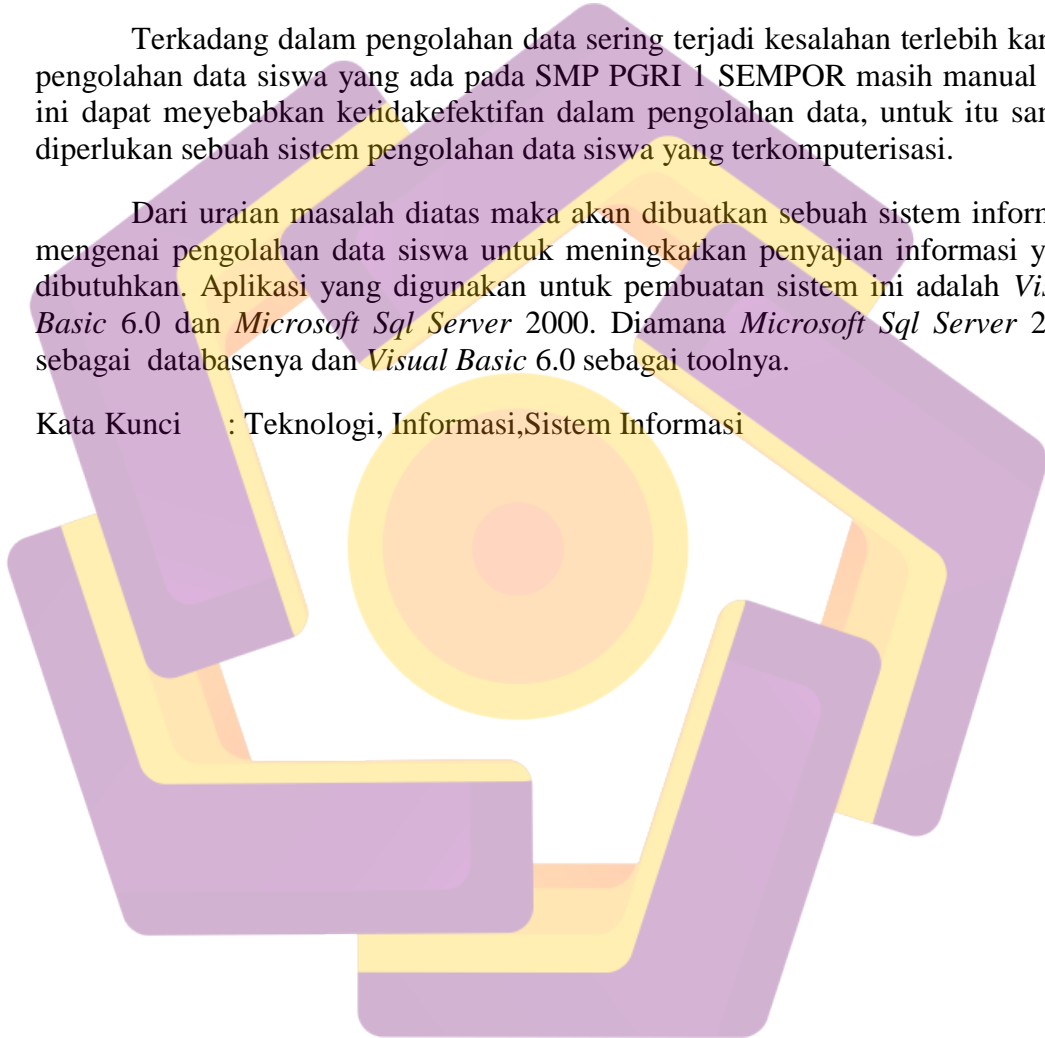 Terkadang dalam pengolahan data sering terjadi kesalahan terlebih kar
pengolahan data siswa yang ada pada SMP PGRI 1 SEMPOR masih manual
ini dapat meyebabkan ketidakefektifan dalam pengolahan data, untuk itu san
diperlukan sebuah sistem pengolahan data siswa yang terkomputerisasi.
Dari uraian masalah diatas maka akan dibuatkan sebuah sistem inform
mengenai pengolahan data siswa untuk meningkatkan penyajian informasi y
dibutuhkan. Aplikasi yang digunakan untuk pembuatan sistem ini adalah Vis
Basic 6.0 dan Microsoft Sql Server 2000. Diamana Microsoft Sql Server 2
sebagai databasenya dan Visual Basic 6.0 sebagai toolnya.
Kata Kunci : Teknologi, Informasi,Sistem Informasi